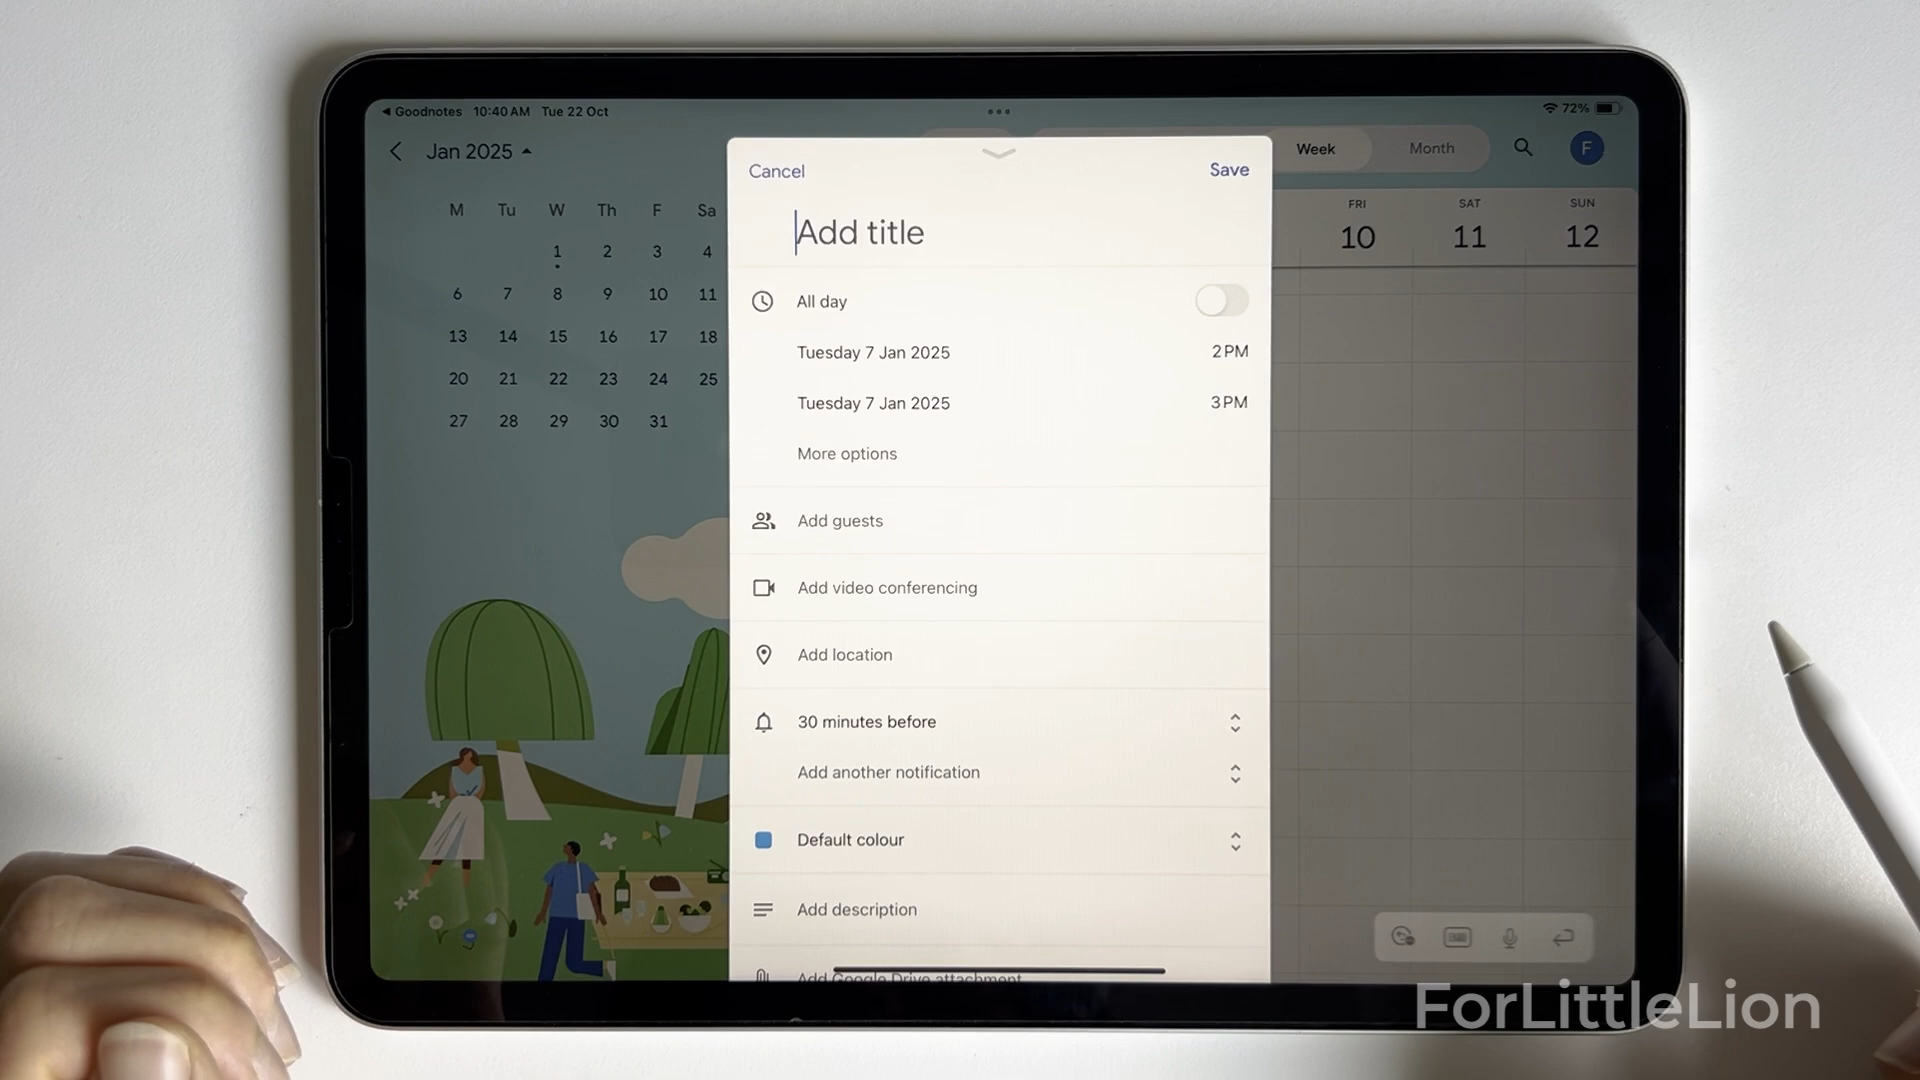 ◀ Goodnotes 10:40 AM Tue 22 Oct
72%
Jan 2025
Week
Month
F
M Tu W Th F Sa
1 2 3 4
6 7 8 9 10 11
13 14 15 16 17 18
20 21 22 23 24 25
27 28 29 30 31
Cancel
Save
Add title
All day
Tuesday 7 Jan 2025 2 PM
Tuesday 7 Jan 2025 3 PM
More options
Add guests
Add video conferencing
Add location
30 minutes before
Add another notification
Default colour
Add description
Add Google Drive attachment
FRI SAT SUN
10 11 12
ForLittleLion